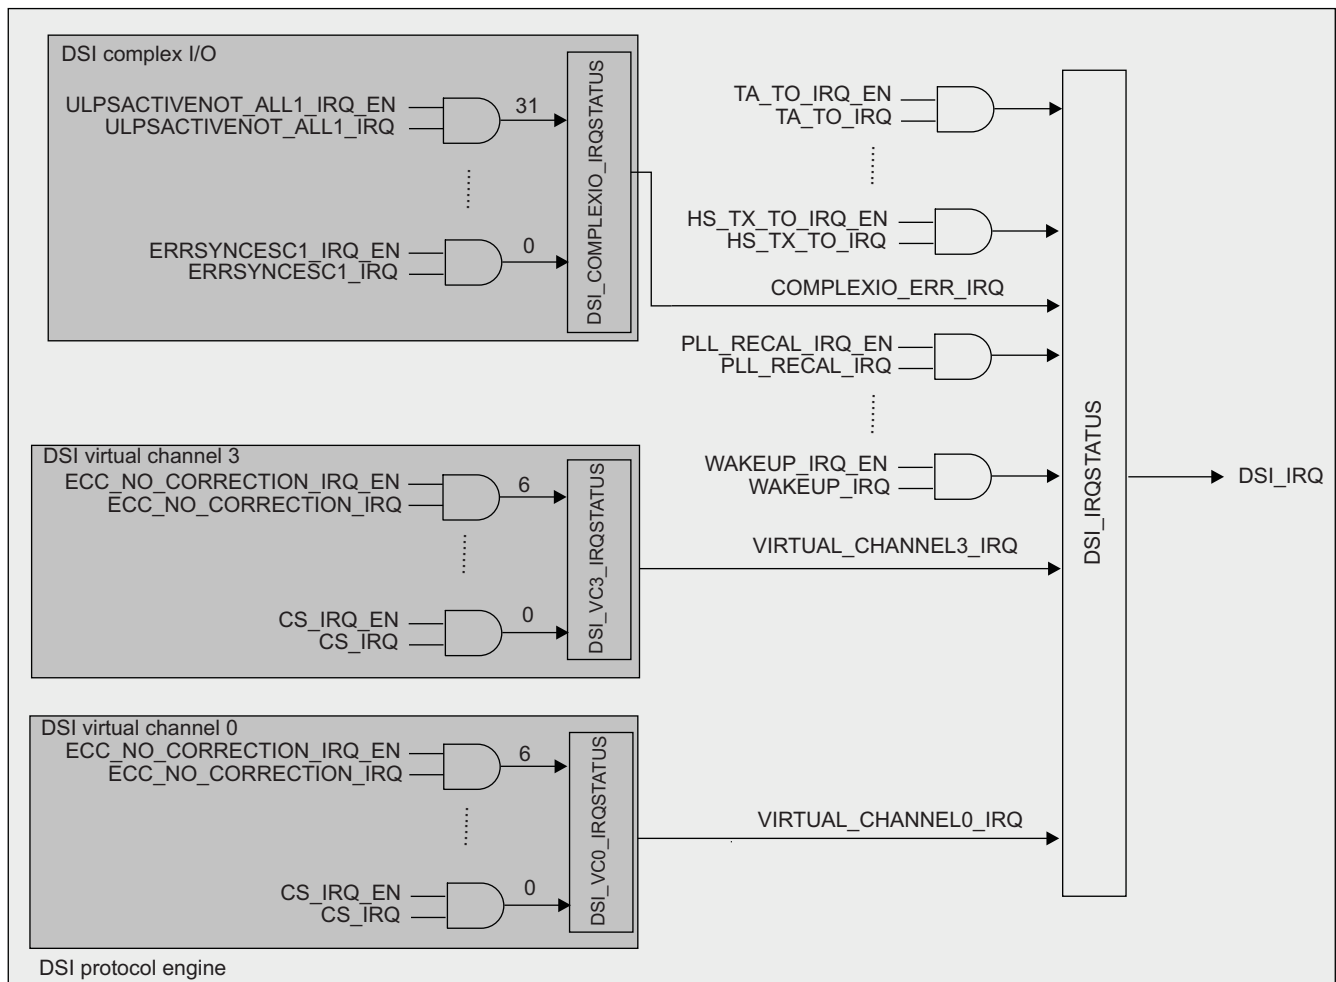 DSI complex I/O
ULPSACTIVENOT_ALL1_IRQ_EN
ULPSACTIVENOT_ALL1_IRQ
31
ERRSYNCESC1_IRQ_EN
ERRSYNCESC1_IRQ
0
DSI_COMPLEXIO_IRQSTATUS
TA_TO_IRQ_EN
TA_TO_IRQ
HS_TX_TO_IRQ_EN
HS_TX_TO_IRQ
COMPLEXIO_ERR_IRQ
PLL_RECAL_IRQ_EN
PLL_RECAL_IRQ
WAKEUP_IRQ_EN
WAKEUP_IRQ
DSI virtual channel 3
ECC_NO_CORRECTION_IRQ_EN
ECC_NO_CORRECTION_IRQ
6
CS_IRQ_EN
CS_IRQ
0
DSI_VC3_IRQSTATUS
VIRTUAL_CHANNEL3_IRQ
DSI virtual channel 0
ECC_NO_CORRECTION_IRQ_EN
ECC_NO_CORRECTION_IRQ
6
CS_IRQ_EN
CS_IRQ
0
DSI_VC0_IRQSTATUS
VIRTUAL_CHANNEL0_IRQ
DSI_IRQSTATUS
DSI_IRQ
DSI protocol engine